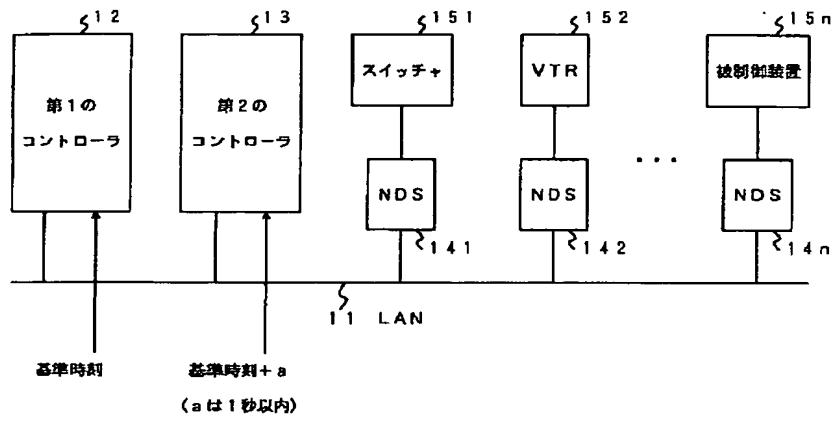 12
13
151
152
15n
第1の
コントローラ
第2の
コントローラ
スイッチャ
VTR
被制御装置
...
NDS
NDS
NDS
141
142
14n
11 LAN
基準時刻
基準時刻+a
(aは1秒以内)